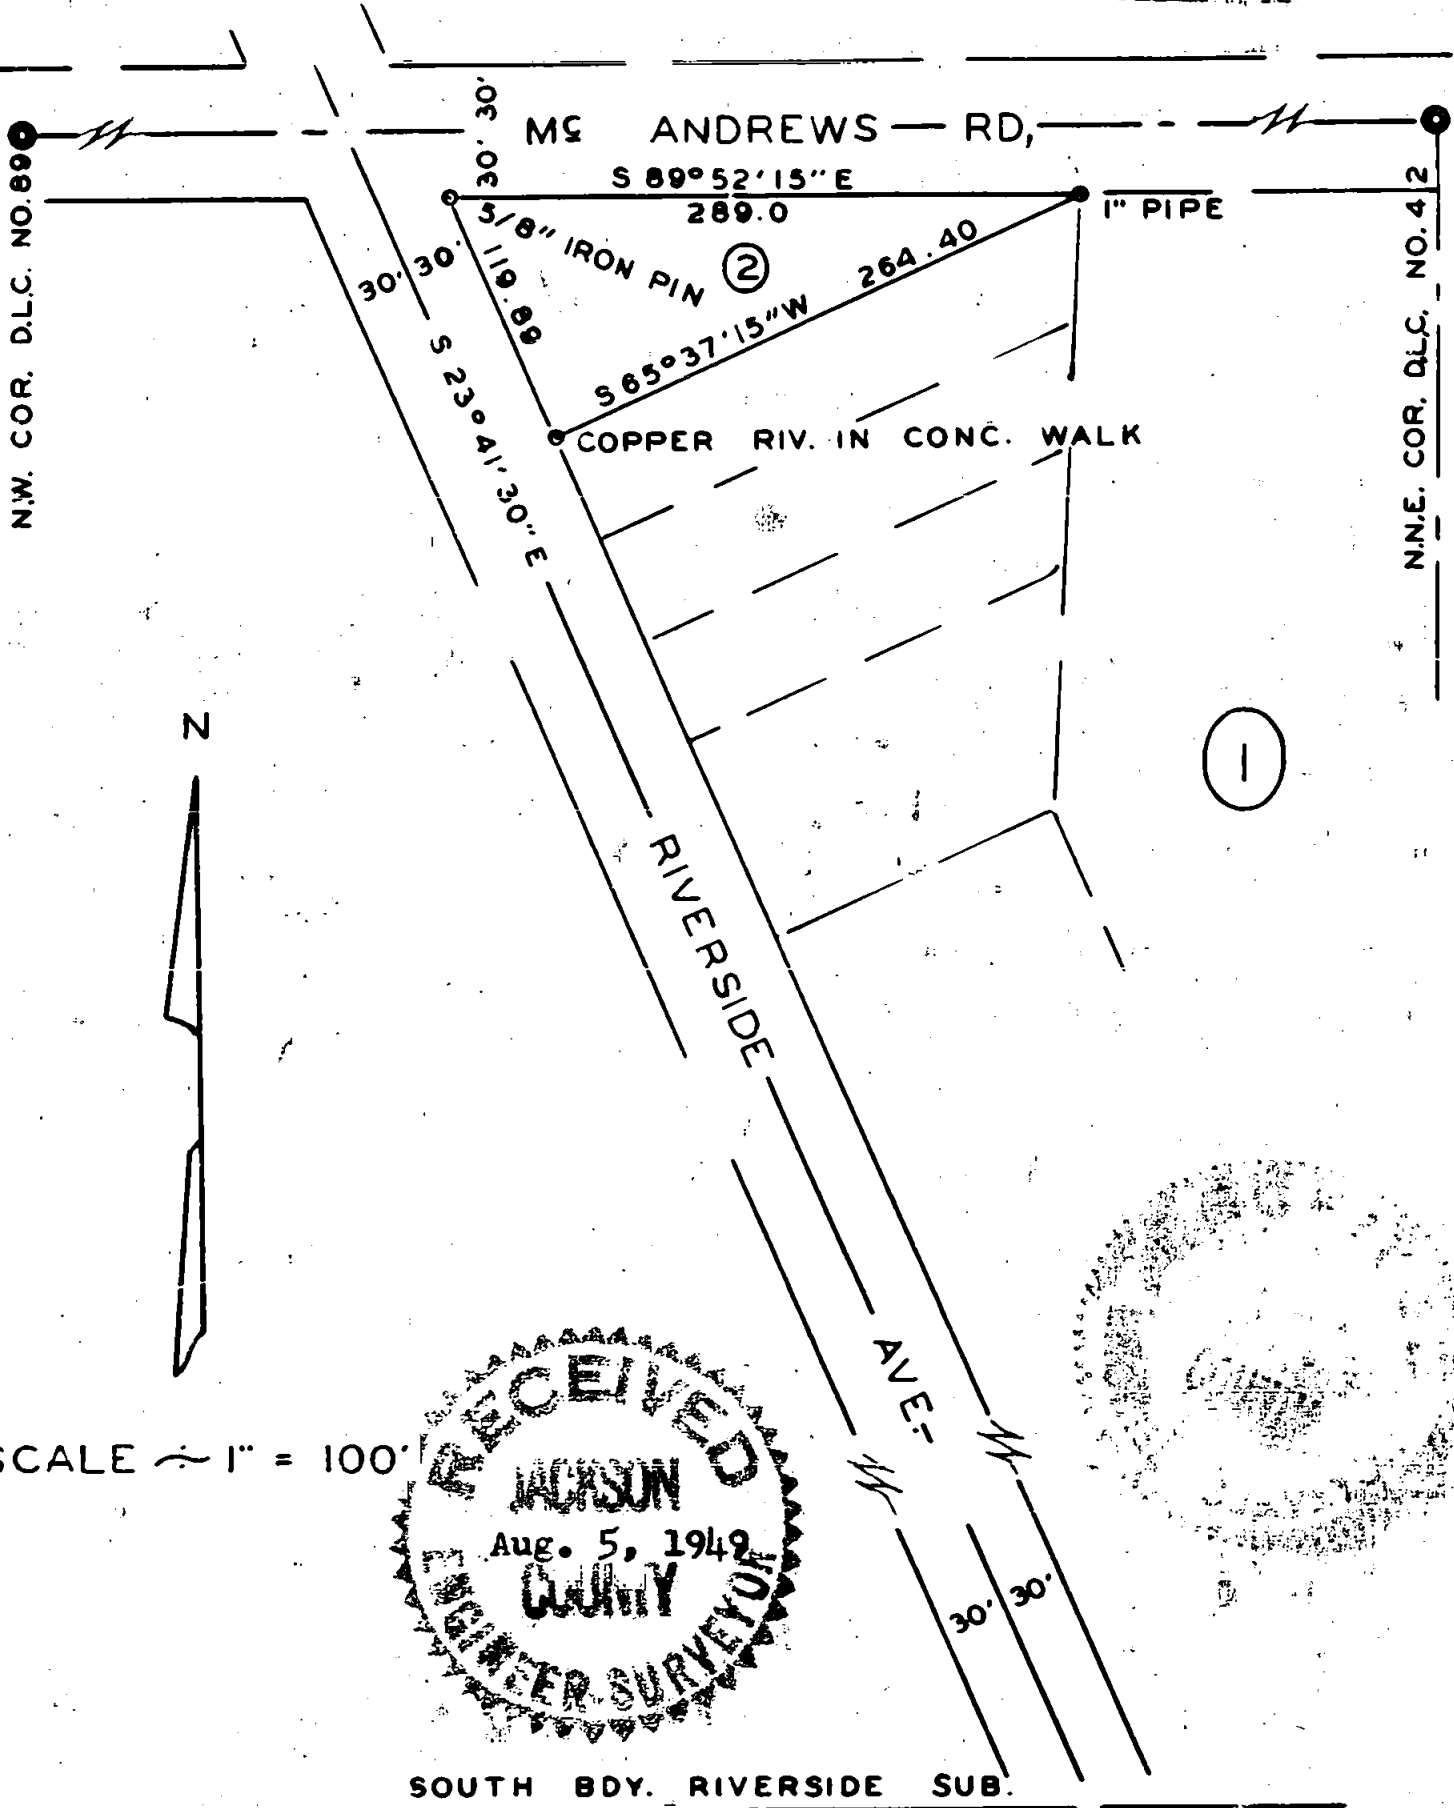 30' 30'
Mc ANDREWS RD,
S 89° 52' 15" E
289.0
1" PIPE
5/8" IRON PIN
2
30' 30'
119.89
264.40
S 65° 37' 15" W
S 23° 41' 30" E
COPPER RIV. IN CONC. WALK
N.W. COR. D.L.C. NO. 89
N.N.E. COR. D.L.C. NO. 42
N
1
RIVERSIDE AVE.
SCALE ÷ 1" = 100'
RECEIVED
JACKSON
Aug. 5, 1949
COUNTY
ENGINEER-SURVEYOR
30' 30'
SOUTH BDY. RIVERSIDE SUB.